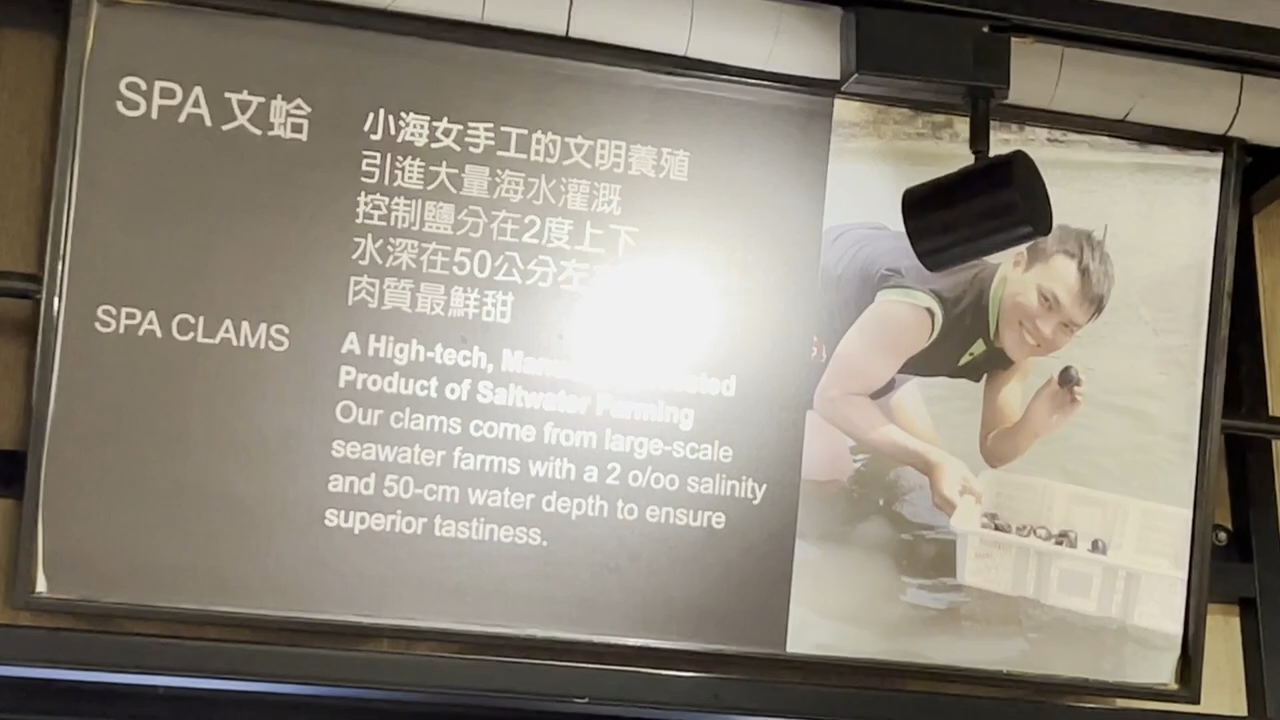 SPA 文蛤
小海女手工的文明養殖
引進大量海水灌溉
控制鹽分在2度上下
水深在50公分左
肉質最鮮甜
SPA CLAMS
A High-tech,
Product of Saltwater Farming
Our clams come from large-scale
seawater farms with a 2 o/oo salinity
and 50-cm water depth to ensure
superior tastiness.